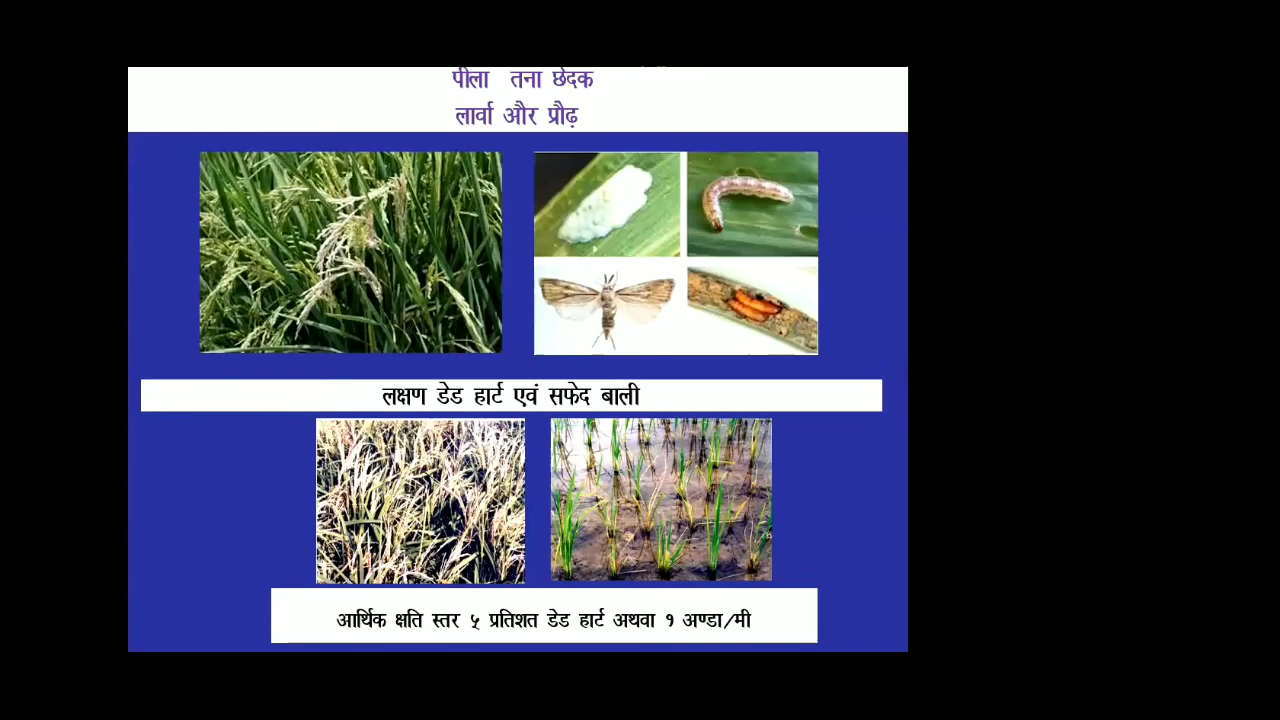 पीला तना छेदक
लार्वा और प्रौढ़
लक्षण डेड हार्ट एवं सफेद बाली
आर्थिक क्षति स्तर ५ प्रतिशत डेड हार्ट अथवा १ अण्डा/मी